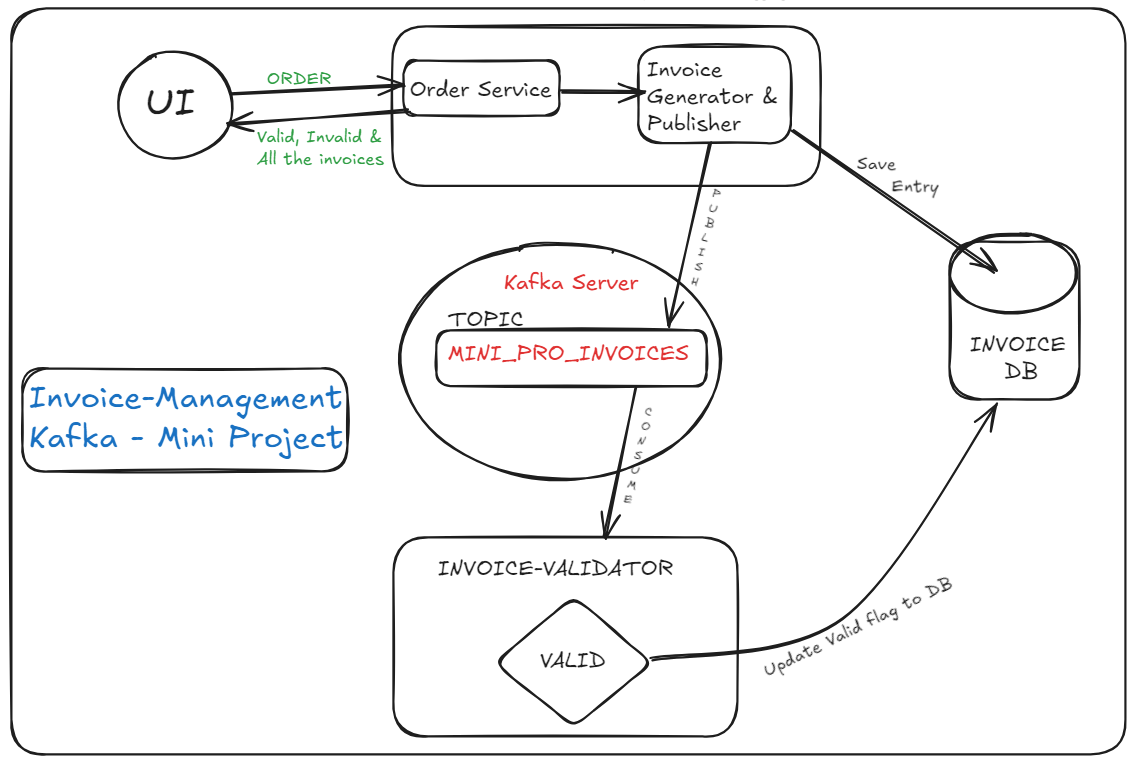 UI
ORDER
Valid, Invalid &
All the invoices
Order Service
Invoice
Generator &
Publisher
Save
Entry
PUBLISH
Kafka Server
TOPIC
MINI_PRO_INVOICES
INVOICE
DB
Invoice-Management
Kafka - Mini Project
CONSUME
INVOICE-VALIDATOR
VALID
Update Valid flag to DB